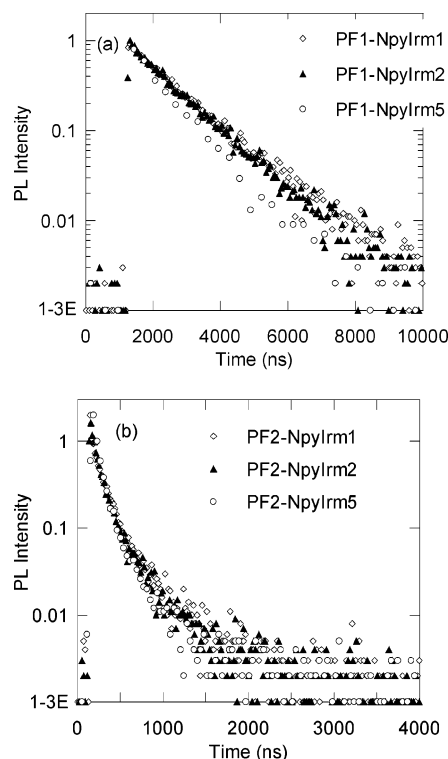 (a)
PF1-NpyIrm1
PF1-NpyIrm2
PF1-NpyIrm5
PL Intensity
1
0.1
0.01
1-3E
0 2000 4000 6000 8000 10000
Time (ns)
(b)
PF2-NpyIrm1
PF2-NpyIrm2
PF2-NpyIrm5
PL Intensity
1
0.1
0.01
1-3E
0 1000 2000 3000 4000
Time (ns)